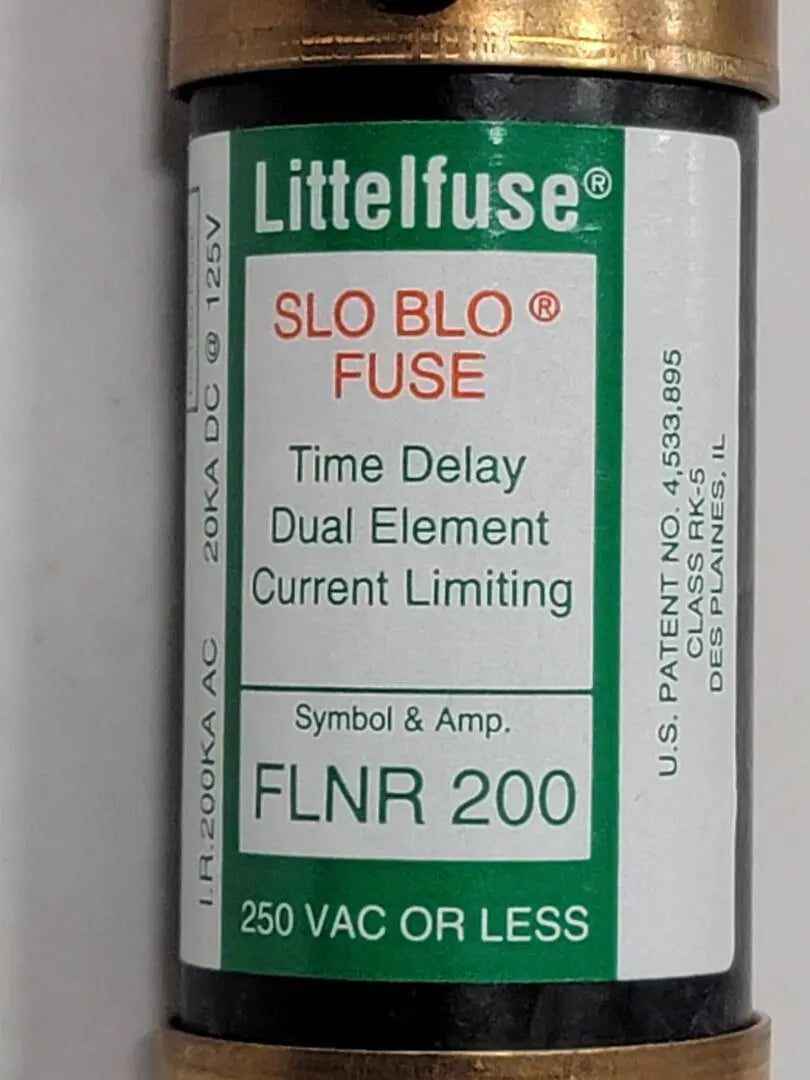 Littelfuse®
SLO BLO ®
FUSE
Time Delay
Dual Element
Current Limiting
Symbol & Amp.
FLNR 200
250 VAC OR LESS
I.R.200KA AC 20KA DC @ 125V
U.S. PATENT NO. 4,533,895
CLASS RK-5
DES PLAINES, IL